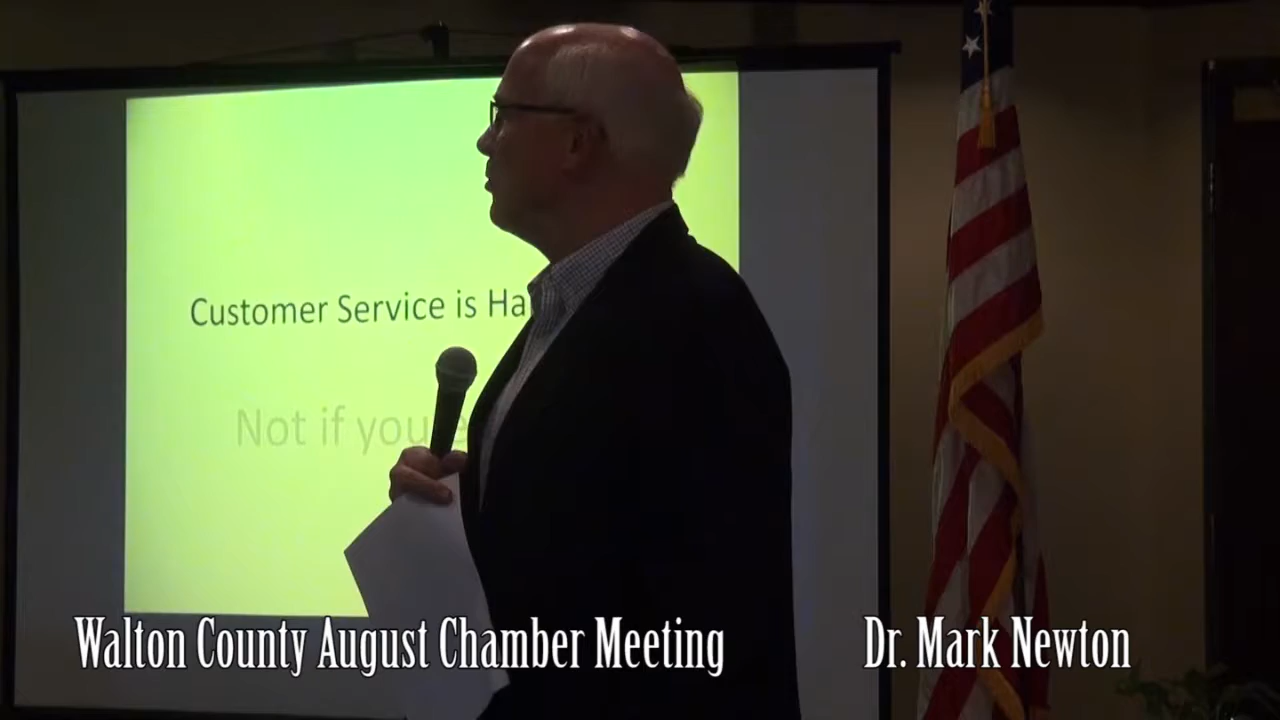 Customer Service is Ha
Not if you
Walton County August Chamber Meeting
Dr. Mark Newton